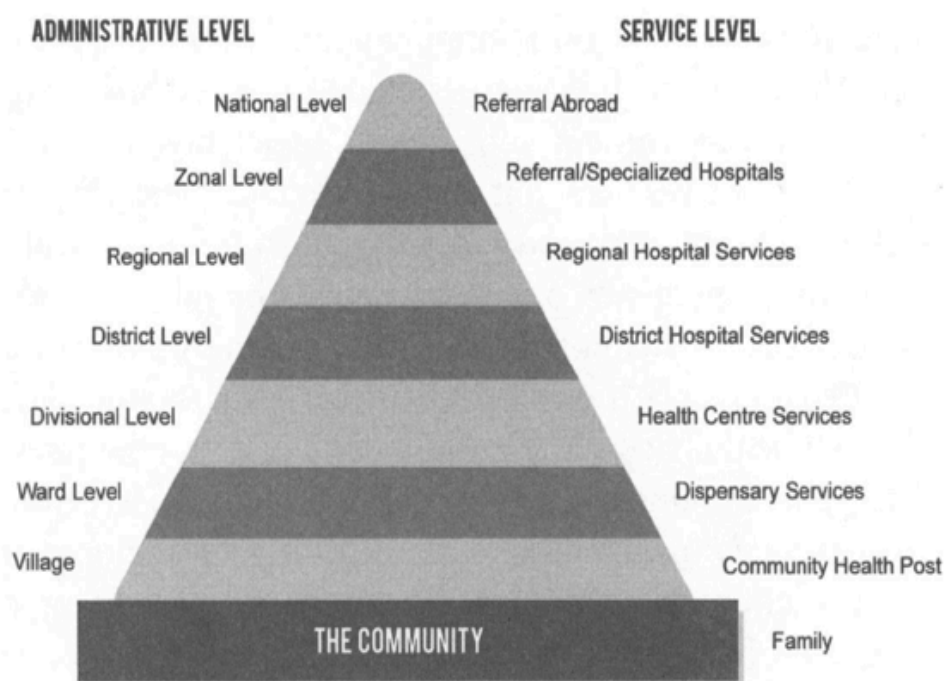 ADMINISTRATIVE LEVEL SERVICE LEVEL
National Level Referral Abroad
Zonal Level Referral/Specialized Hospitals
Regional Level Regional Hospital Services
District Level District Hospital Services
Divisional Level Health Centre Services
Ward Level Dispensary Services
Village Community Health Post
THE COMMUNITY Family